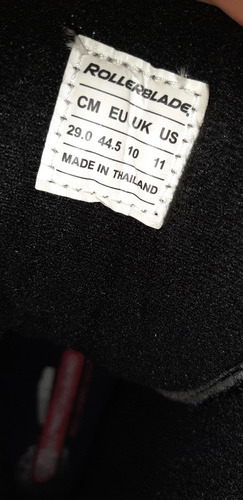 ROLLERBLADE
CM EU UK US
29.0 44.5 10 11
MADE IN THAILAND